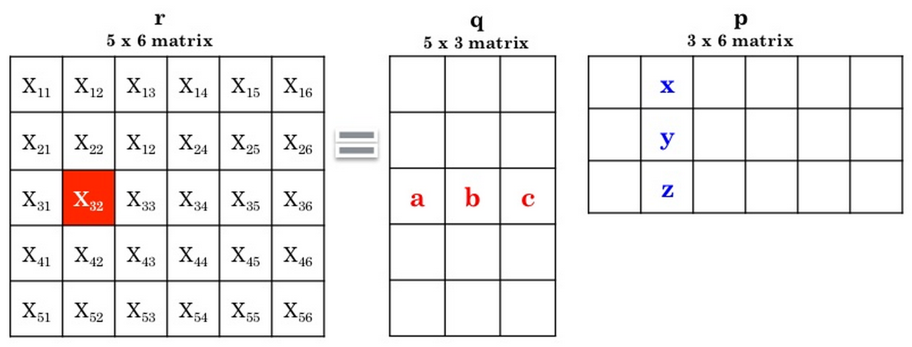 r
5 x 6 matrix
q
5 x 3 matrix
p
3 x 6 matrix
X11 X12 X13 X14 X15 X16
X21 X22 X12 X24 X25 X26
X31 X32 X33 X34 X35 X36
X41 X42 X43 X44 X45 X46
X51 X52 X53 X54 X55 X56
=
a b c
x
y
z